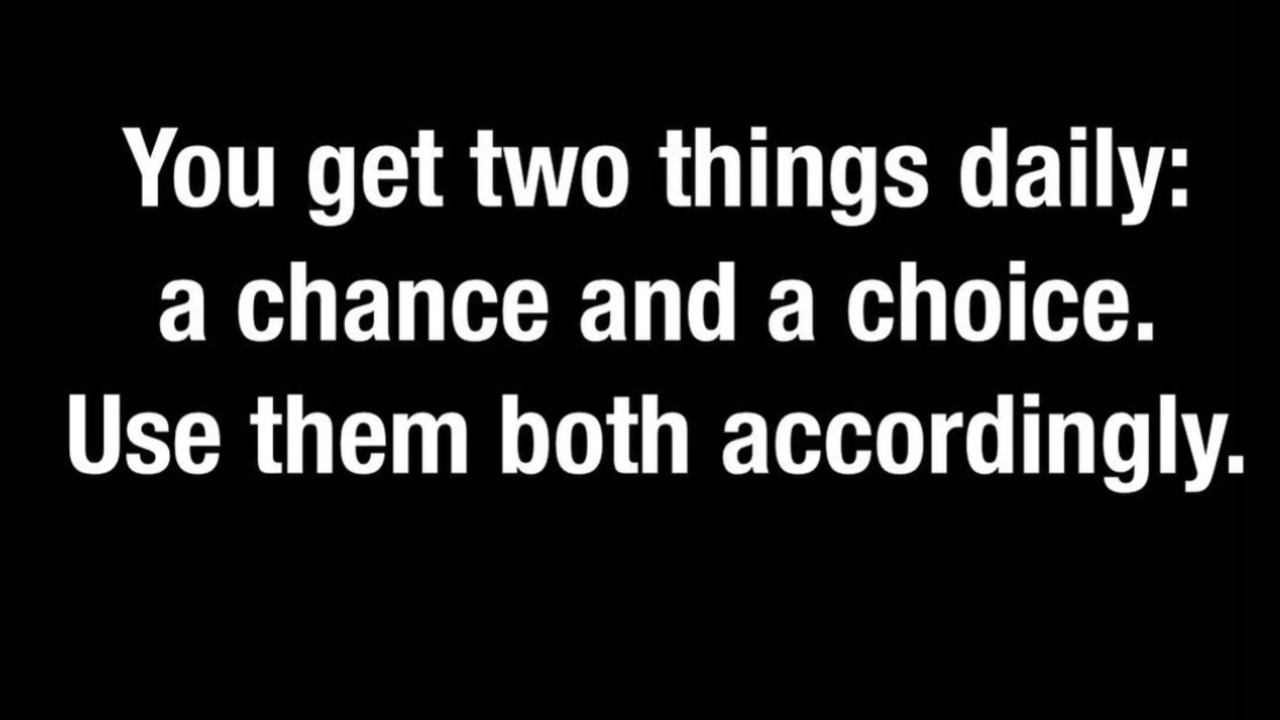 You get two things daily:
a chance and a choice.
Use them both accordingly.